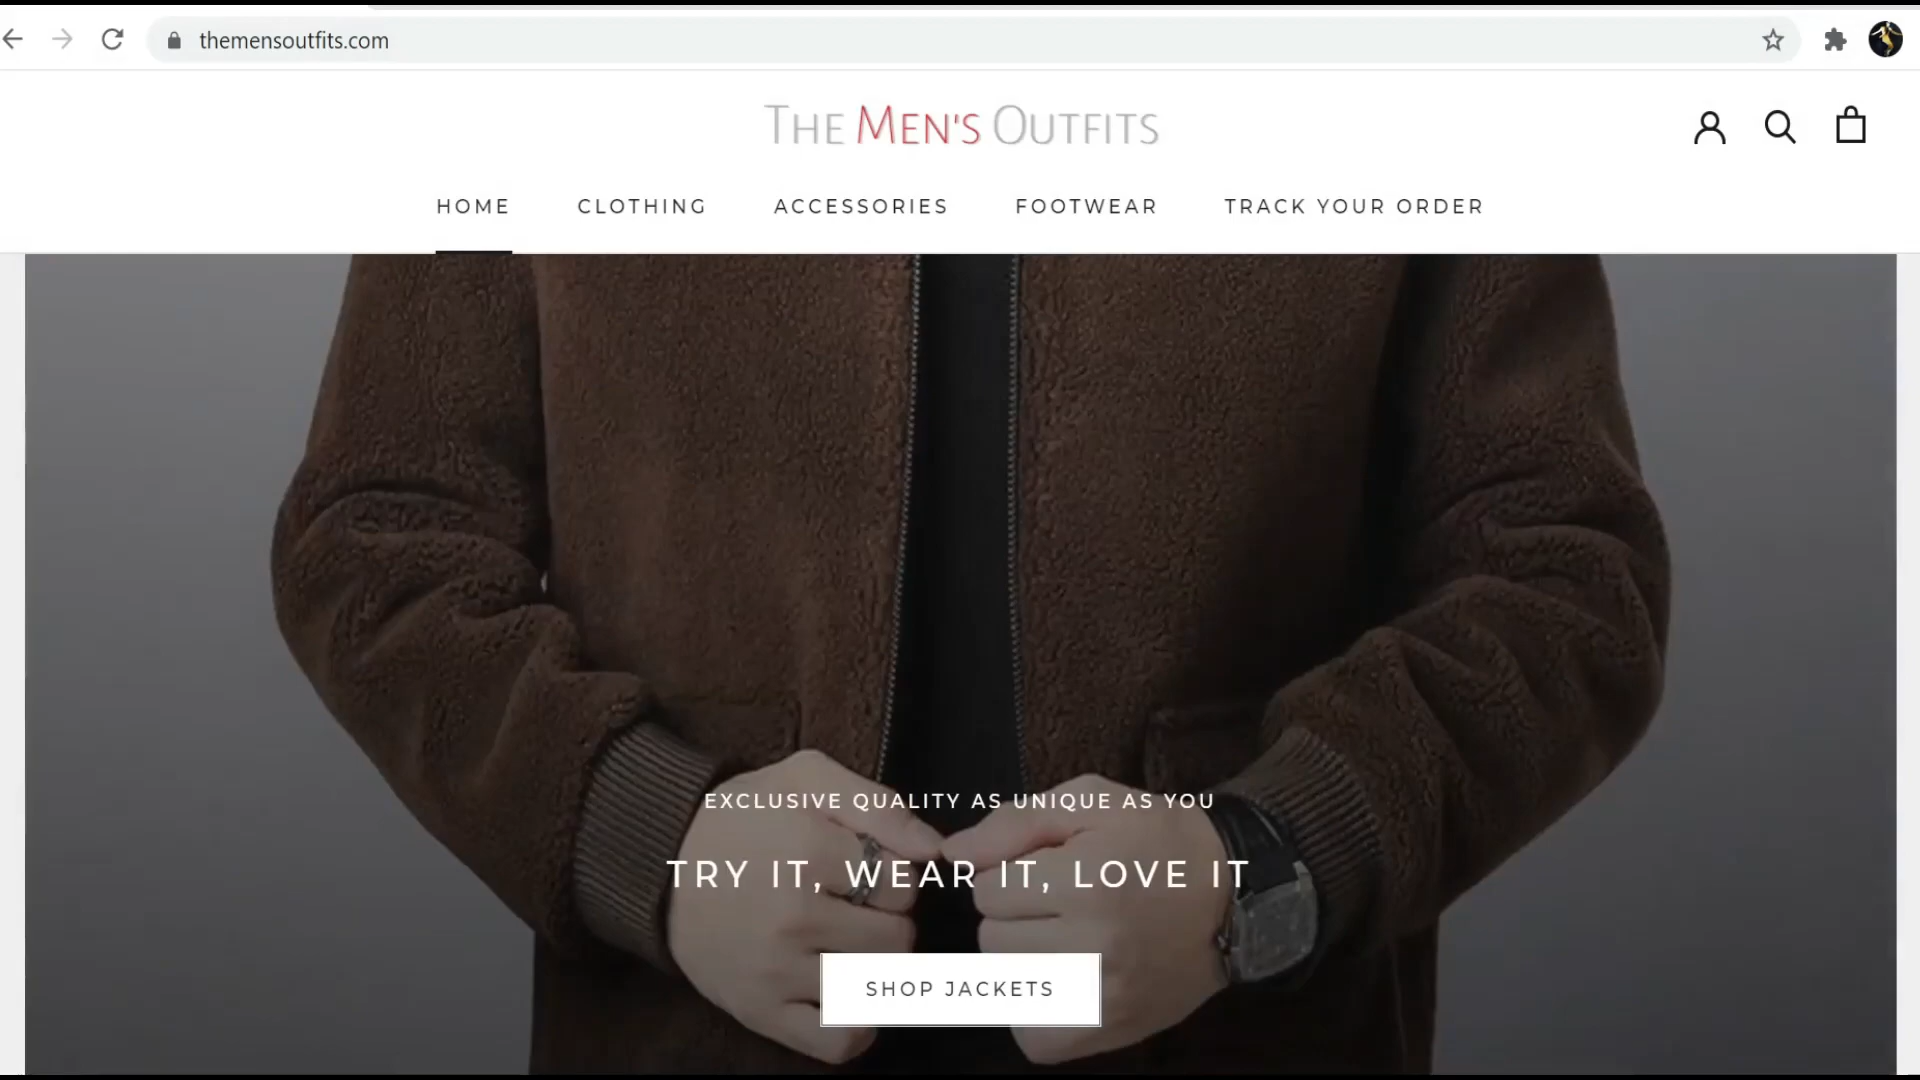 themensoutfits.com
THE MEN'S OUTFITS
HOME CLOTHING ACCESSORIES FOOTWEAR TRACK YOUR ORDER
EXCLUSIVE QUALITY AS UNIQUE AS YOU
TRY IT, WEAR IT, LOVE IT
SHOP JACKETS